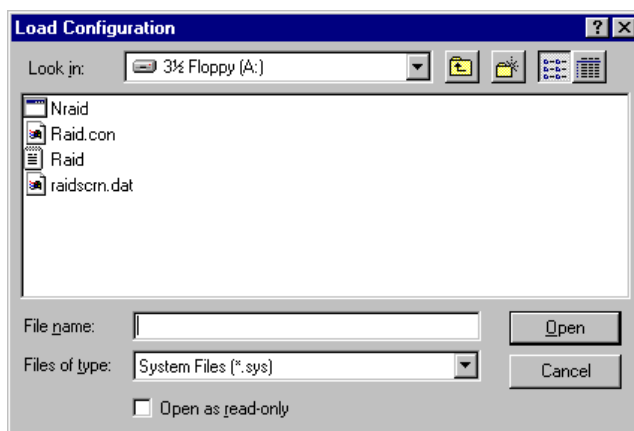 Load Configuration
Look in: 3½ Floppy (A:)
Nraid
Raid.con
Raid
raidscrn.dat
File name: Open
Files of type: System Files (*.sys) Cancel
Open as read-only